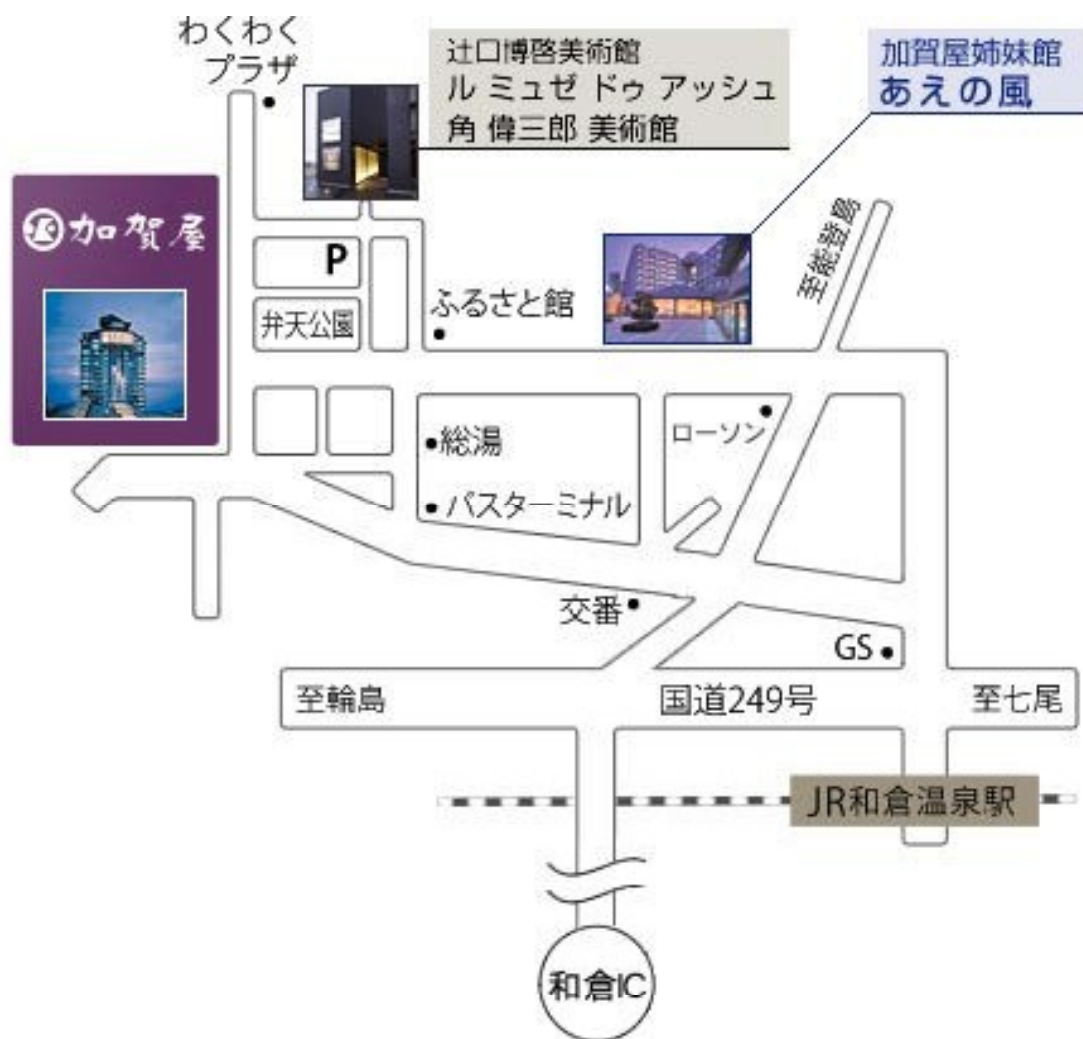 わくわく
プラザ
辻口博啓美術館
ル ミュゼ ドゥ アッシュ
角 偉三郎 美術館
加賀屋姉妹館
あえの風
加賀屋
P
弁天公園
ふるさと館
至能登島
総湯
ローソン
バスターミナル
交番
GS
至輪島
国道249号
至七尾
JR和倉温泉駅
和倉IC